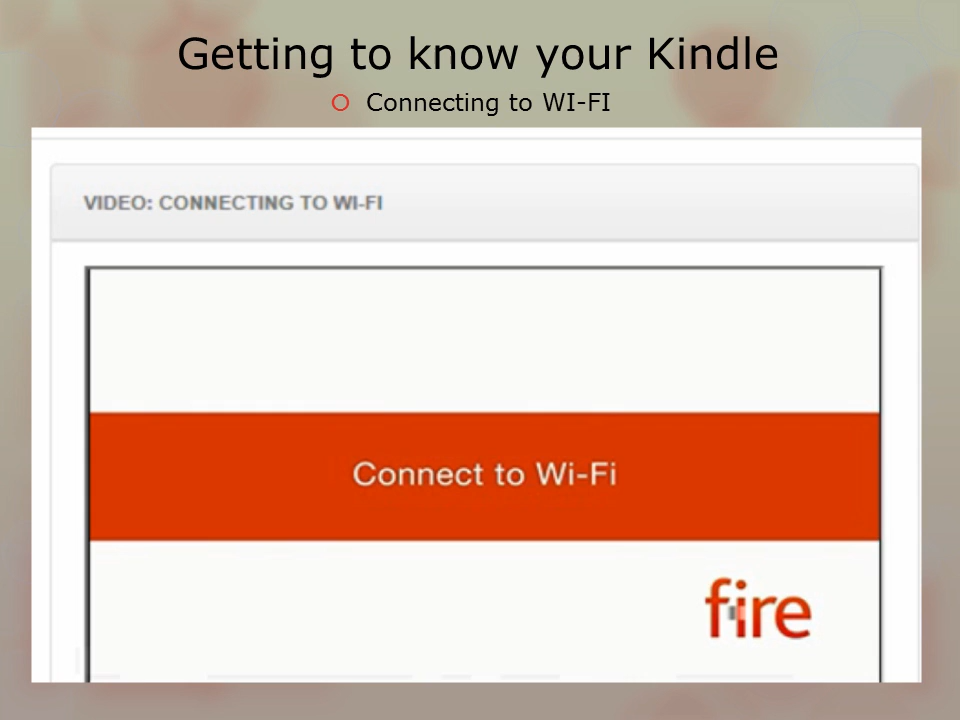 Getting to know your Kindle
Connecting to WI-FI
VIDEO: CONNECTING TO WI-FI
Connect to Wi-Fi
fire